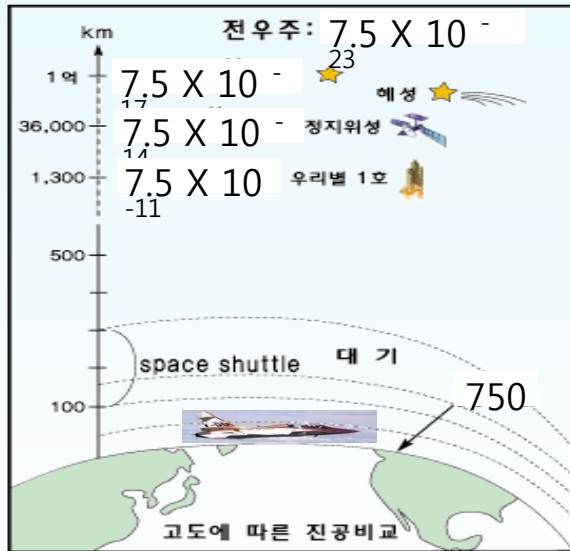 km
전우주: 7.5 X 10 -
23
1억 7.5 X 10 -
17
혜성
36,000 7.5 X 10 -
14
정지위성
1,300 7.5 X 10
-11
우리별 1호
500
space shuttle 대 기
100
750
고도에 따른 진공비교